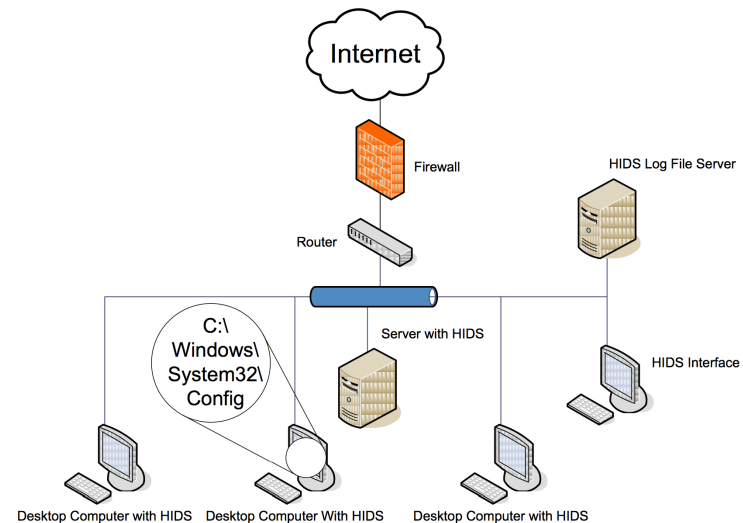 Internet
Firewall
HIDS Log File Server
Router
Server with HIDS
C:\
Windows\
System32\
Config
HIDS Interface
Desktop Computer with HIDS
Desktop Computer With HIDS
Desktop Computer with HIDS